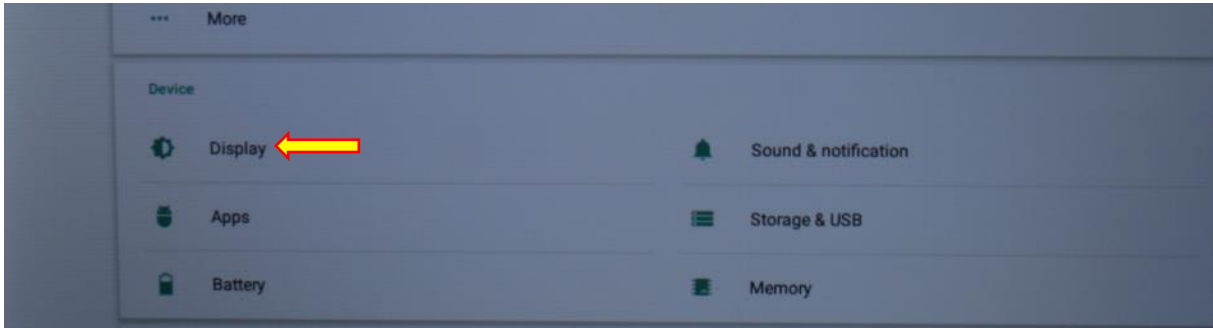 More
Device
Display
Sound & notification
Apps
Storage & USB
Battery
Memory